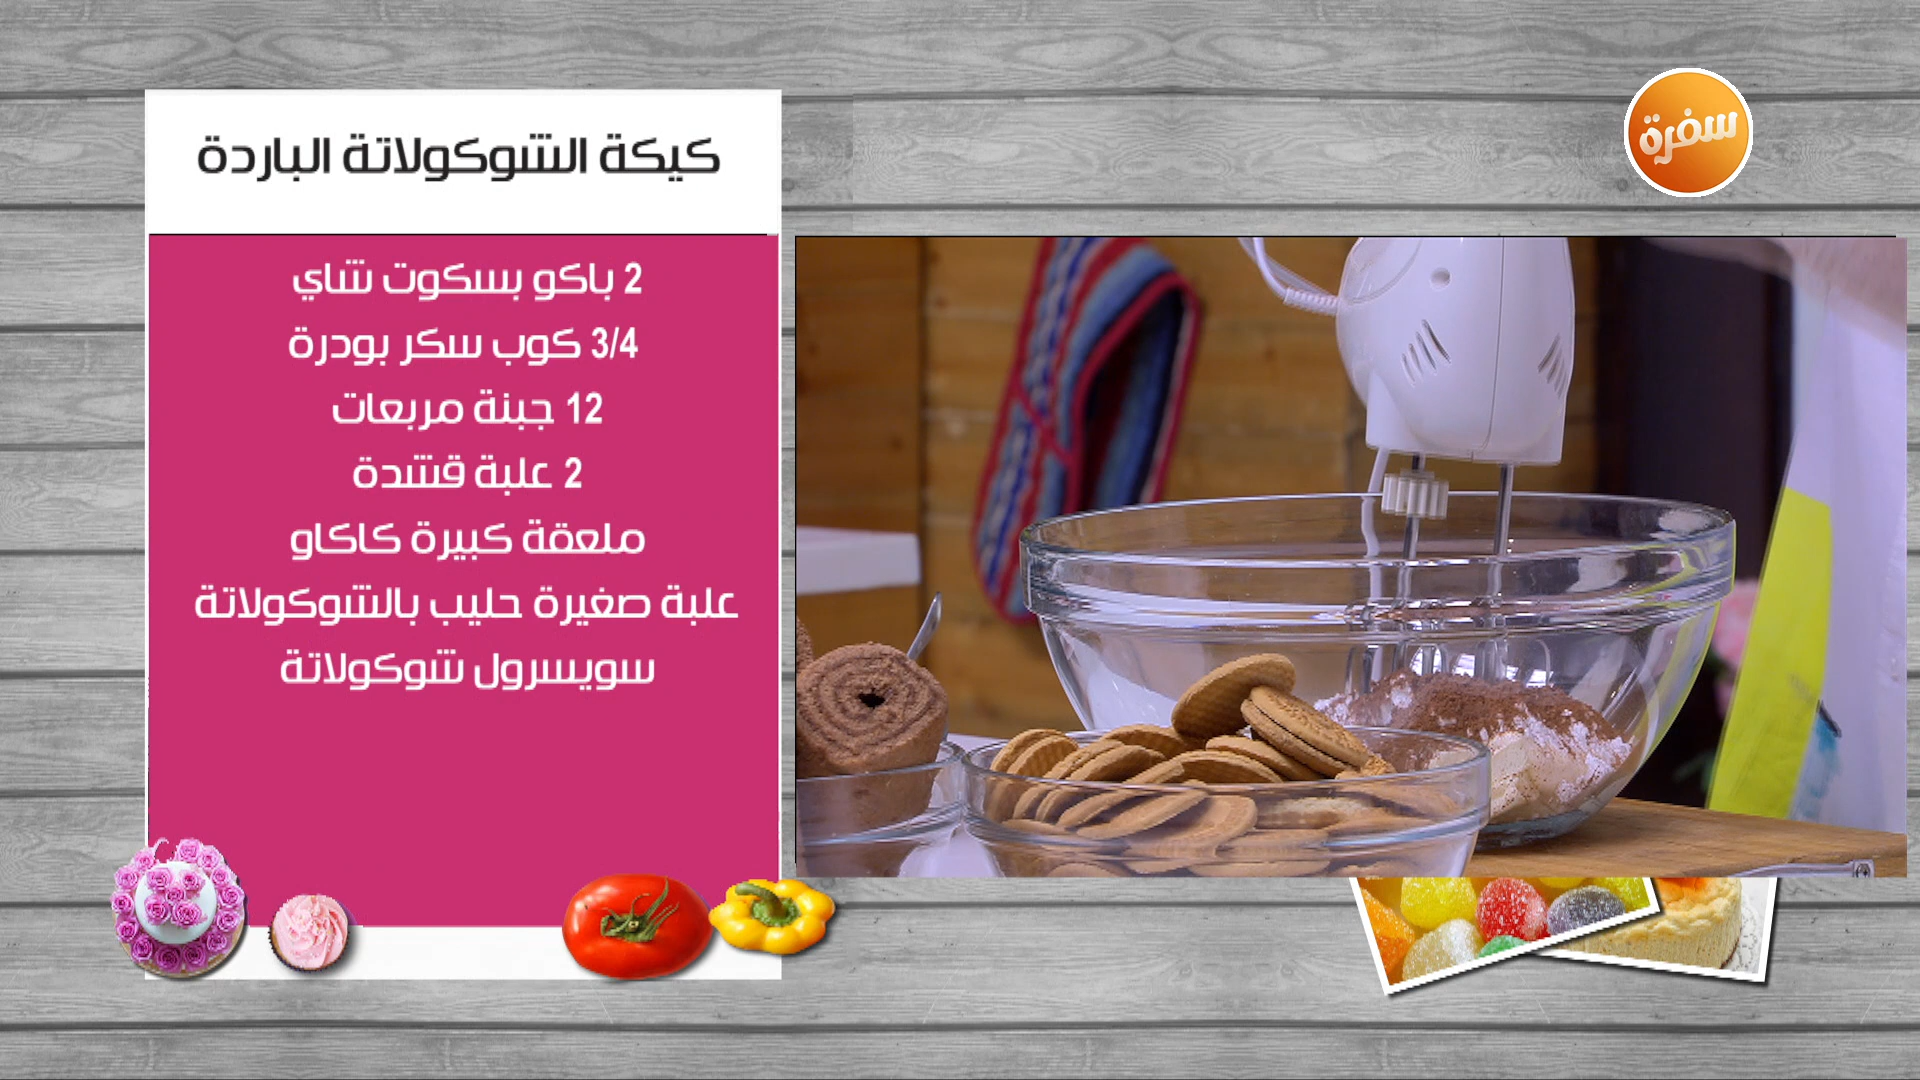 سفرة
كيكة الشوكولاتة الباردة
2 باكو بسكوت شاي
3/4 كوب سكر بودرة
12 جبنة مربعات
2 علبة قشدة
ملعقة كبيرة كاكاو
علبة صغيرة حليب بالشوكولاتة
سويسرول شوكولاتة